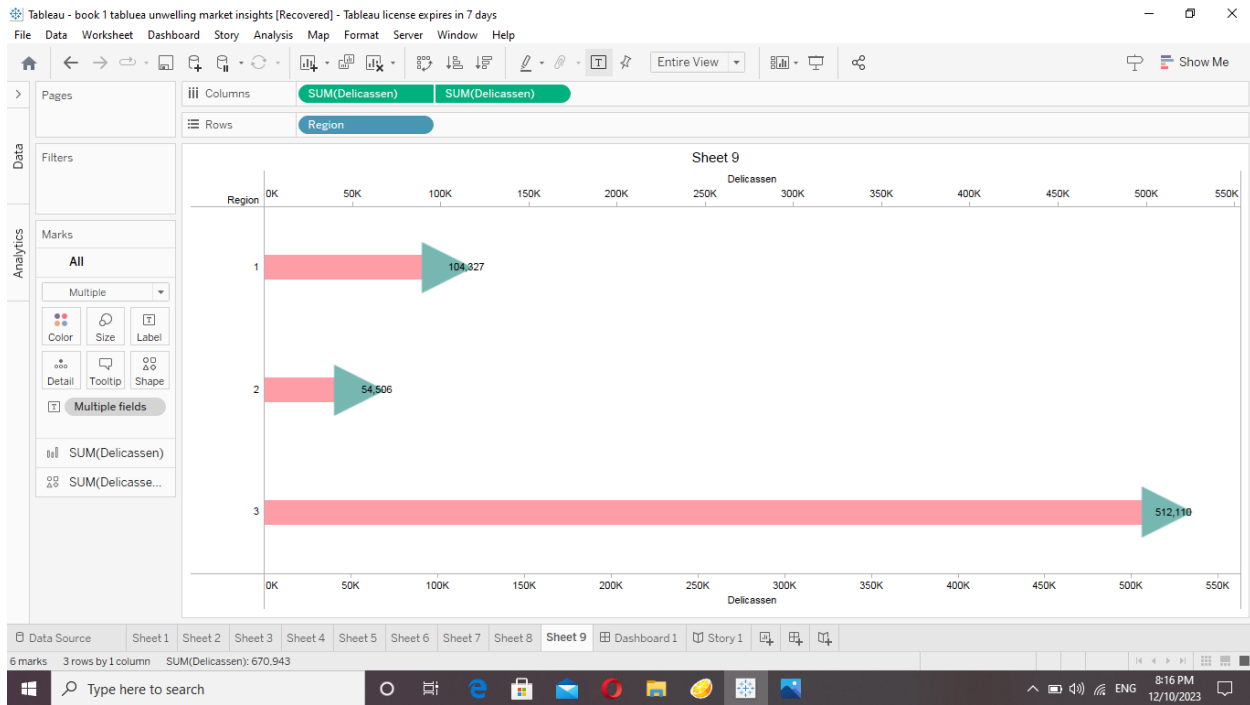 Tableau - book 1 tabluea unwelling market insights [Recovered] - Tableau license expires in 7 days
File Data Worksheet Dashboard Story Analysis Map Format Server Window Help
Entire View
Show Me
Pages
iii Columns SUM(Delicassen) SUM(Delicassen)
Rows Region
Data
Filters
Sheet 9
Delicassen
Region 0K 50K 100K 150K 200K 250K 300K 350K 400K 450K 500K 550K
Analytics
Marks
All
Multiple
Color Size Label
Detail Tooltip Shape
Multiple fields
SUM(Delicassen)
SUM(Delicasse...
1 104,327
2 54,506
3 512,110
0K 50K 100K 150K 200K 250K 300K 350K 400K 450K 500K 550K
Delicassen
Data Source Sheet 1 Sheet 2 Sheet 3 Sheet 4 Sheet 5 Sheet 6 Sheet 7 Sheet 8 Sheet 9 Dashboard 1 Story 1
6 marks 3 rows by 1 column SUM(Delicassen): 670,943
Type here to search
ENG
8:16 PM
12/10/2023